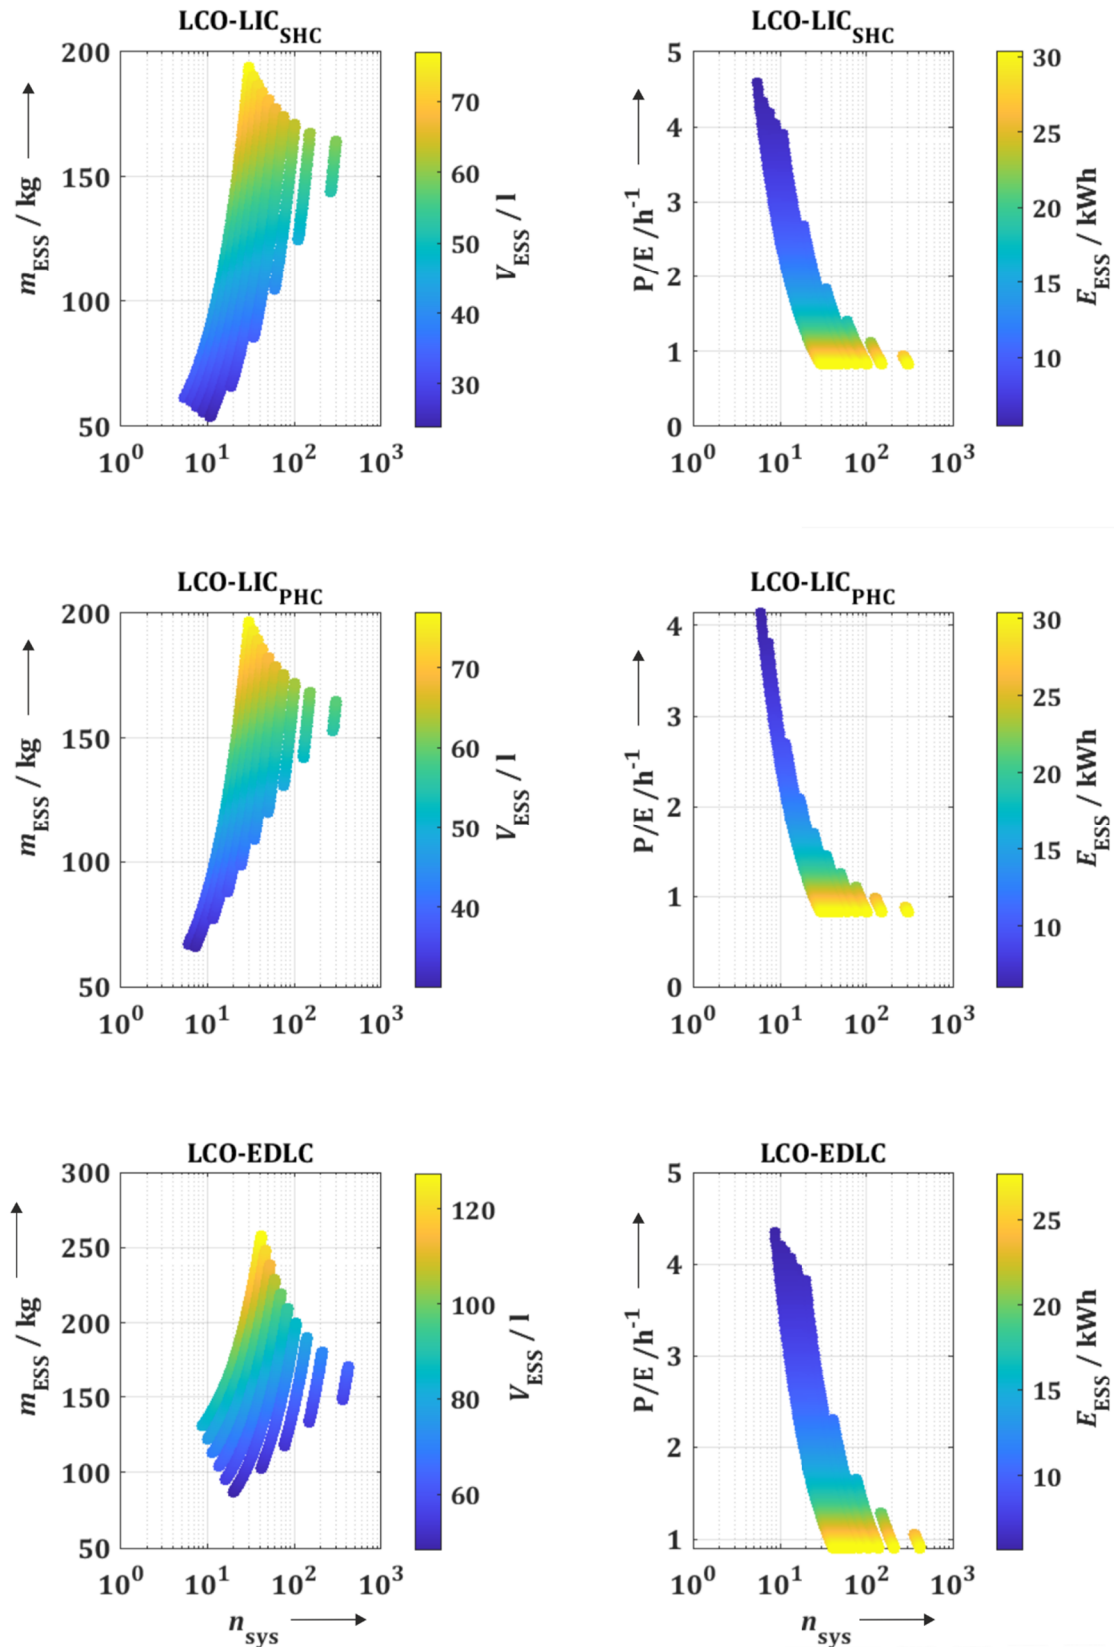 LCO-LIC_SHC
m_ESS / kg
200
150
100
50
10^0 10^1 10^2 10^3
70
60
50
40
30
V_ESS / l
LCO-LIC_SHC
P/E /h^-1
5
4
3
2
1
0
10^0 10^1 10^2 10^3
30
25
20
15
10
E_ESS / kWh
LCO-LIC_PHC
m_ESS / kg
200
150
100
50
10^0 10^1 10^2 10^3
70
60
50
40
V_ESS / l
LCO-LIC_PHC
P/E /h^-1
4
3
2
1
0
10^0 10^1 10^2 10^3
30
25
20
15
10
E_ESS / kWh
LCO-EDLC
m_ESS / kg
300
250
200
150
100
50
10^0 10^1 10^2 10^3
n_sys
120
100
80
60
V_ESS / l
LCO-EDLC
P/E /h^-1
5
4
3
2
1
10^0 10^1 10^2 10^3
n_sys
25
20
15
10
E_ESS / kWh